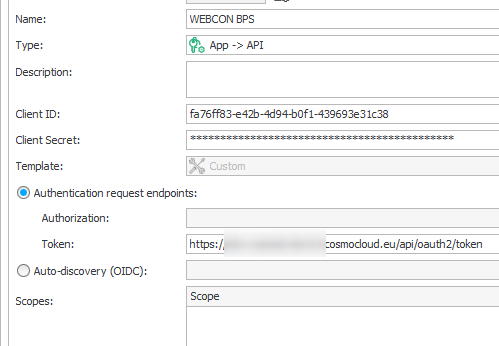 Name: WEBCON BPS
Type: App -> API
Description:
Client ID: fa76ff83-e42b-4d94-b0f1-439693e31c38
Client Secret: ********************************************
Template: Custom
Authentication request endpoints:
Authorization:
Token: https:/ cosmocloud.eu/api/oauth2/token
Auto-discovery (OIDC):
Scopes: Scope